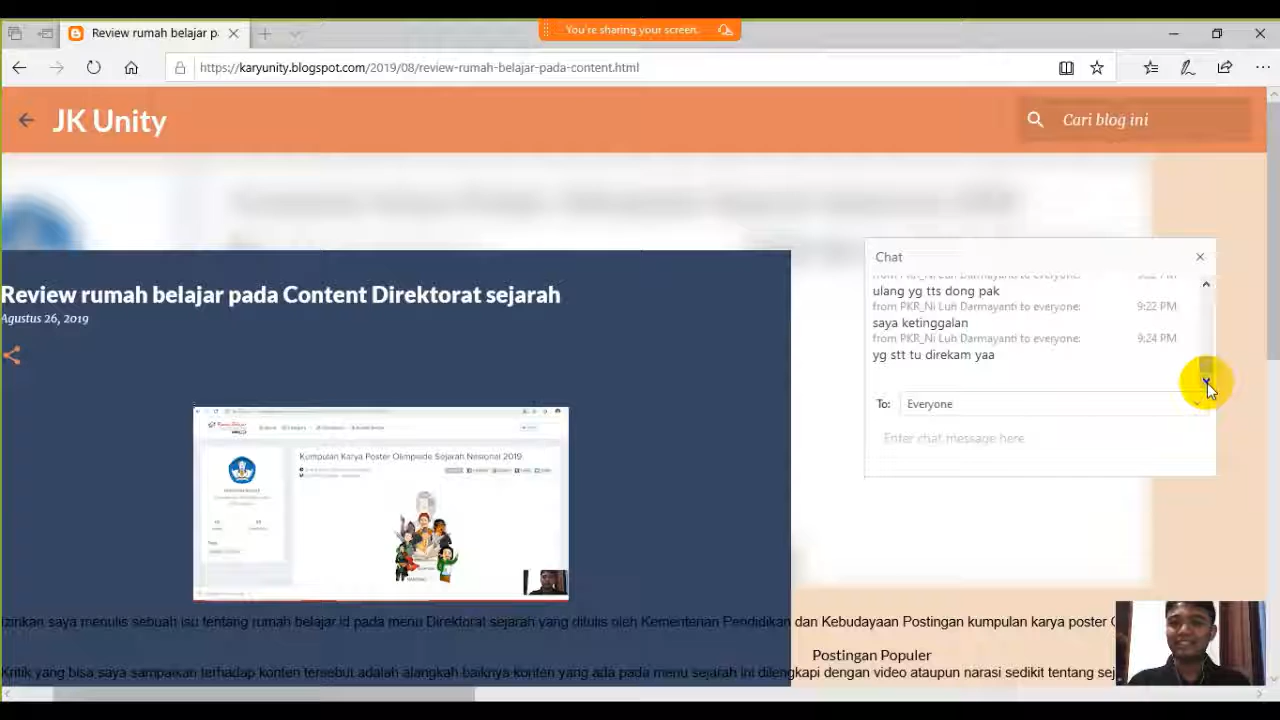 Review rumah belajar p
You're sharing your screen.
https://karyunity.blogspot.com/2019/08/review-rumah-belajar-pada-content.html
JK Unity
Cari blog ini
Review rumah belajar pada Content Direktorat sejarah
Agustus 26, 2019
Chat
from PKR_Ni Luh Darmayanti to everyone:
ulang yg tts dong pak
from PKR_Ni Luh Darmayanti to everyone: 9:22 PM
saya ketinggalan
from PKR_Ni Luh Darmayanti to everyone: 9:24 PM
yg stt tu direkam yaa
To: Everyone
Enter chat message here
Kumpulan Karya Poster Olimpiade Sejarah Nasional 2019
Izinkan saya menulis sebuah isu tentang rumah belajar.id pada menu Direktorat sejarah yang ditulis oleh Kementerian Pendidikan dan Kebudayaan Postingan kumpulan karya poster
Postingan Populer
Kritik yang bisa saya sampaikan terhadap konten tersebut adalah alangkah baiknya konten yang ada pada menu sejarah ini dilengkapi dengan video ataupun narasi sedikit tentang sej